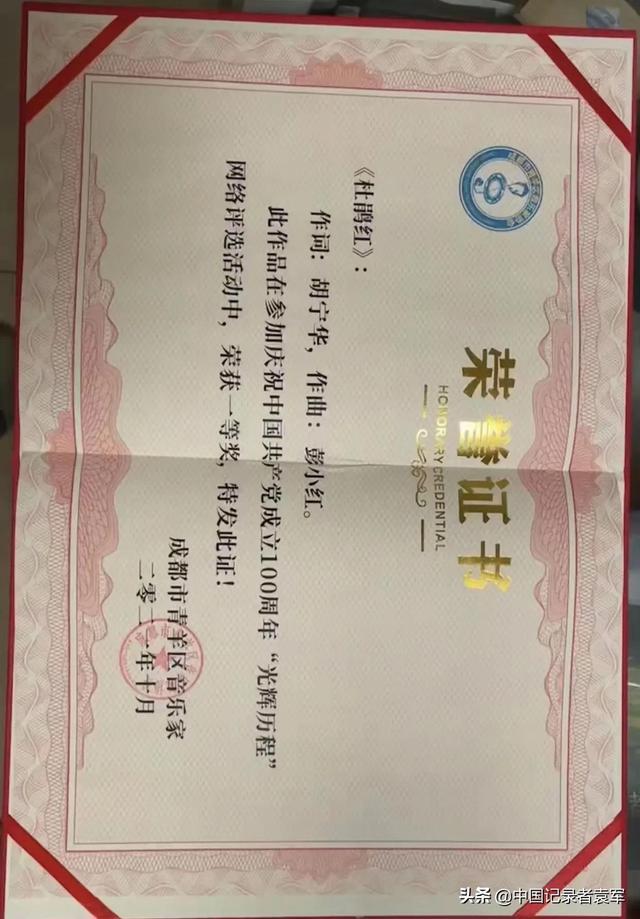 荣誉证书
HONORARY CREDENTIAL
《杜鹃红》：
作词：胡宁华，作曲：彭小红。
此作品在参加庆祝中国共产党成立100周年“光辉历程”
网络评选活动中，荣获一等奖，特发此证！
成都市青羊区音乐家
二零二一年十月
头条 @中国记录者袁军